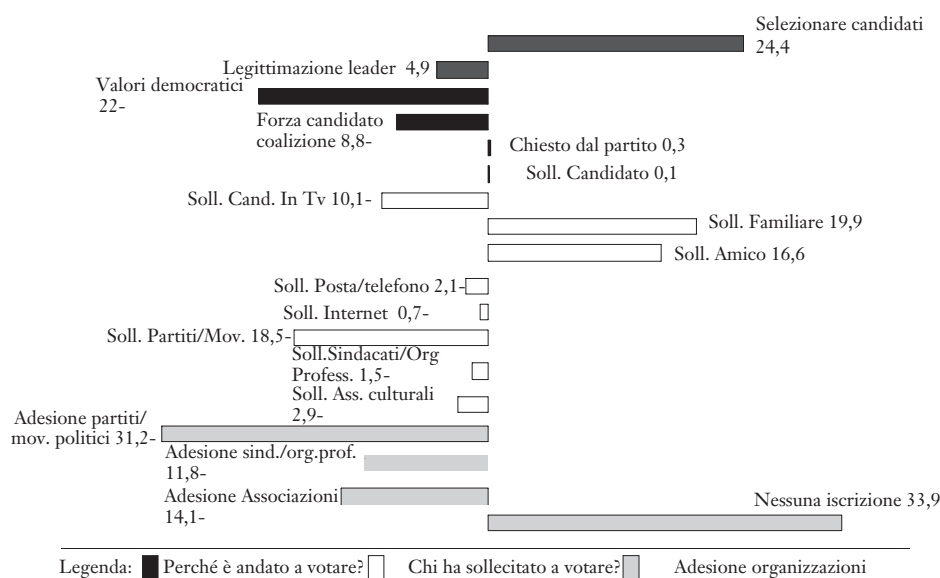 Selezionare candidati
24,4
Legittimazione leader 4,9
Valori democratici
22-
Forza candidato
coalizione 8,8-
Chiesto dal partito 0,3
Soll. Candidato 0,1
Soll. Cand. In Tv 10,1-
Soll. Familiare 19,9
Soll. Amico 16,6
Soll. Posta/telefono 2,1-
Soll. Internet 0,7-
Soll. Partiti/Mov. 18,5-
Soll.Sindacati/Org
Profess. 1,5-
Soll. Ass. culturali
2,9-
Adesione partiti/
mov. politici 31,2-
Adesione sind./org.prof.
11,8-
Adesione Associazioni
14,1-
Nessuna iscrizione 33,9
Legenda: Perché è andato a votare? Chi ha sollecitato a votare? Adesione organizzazioni